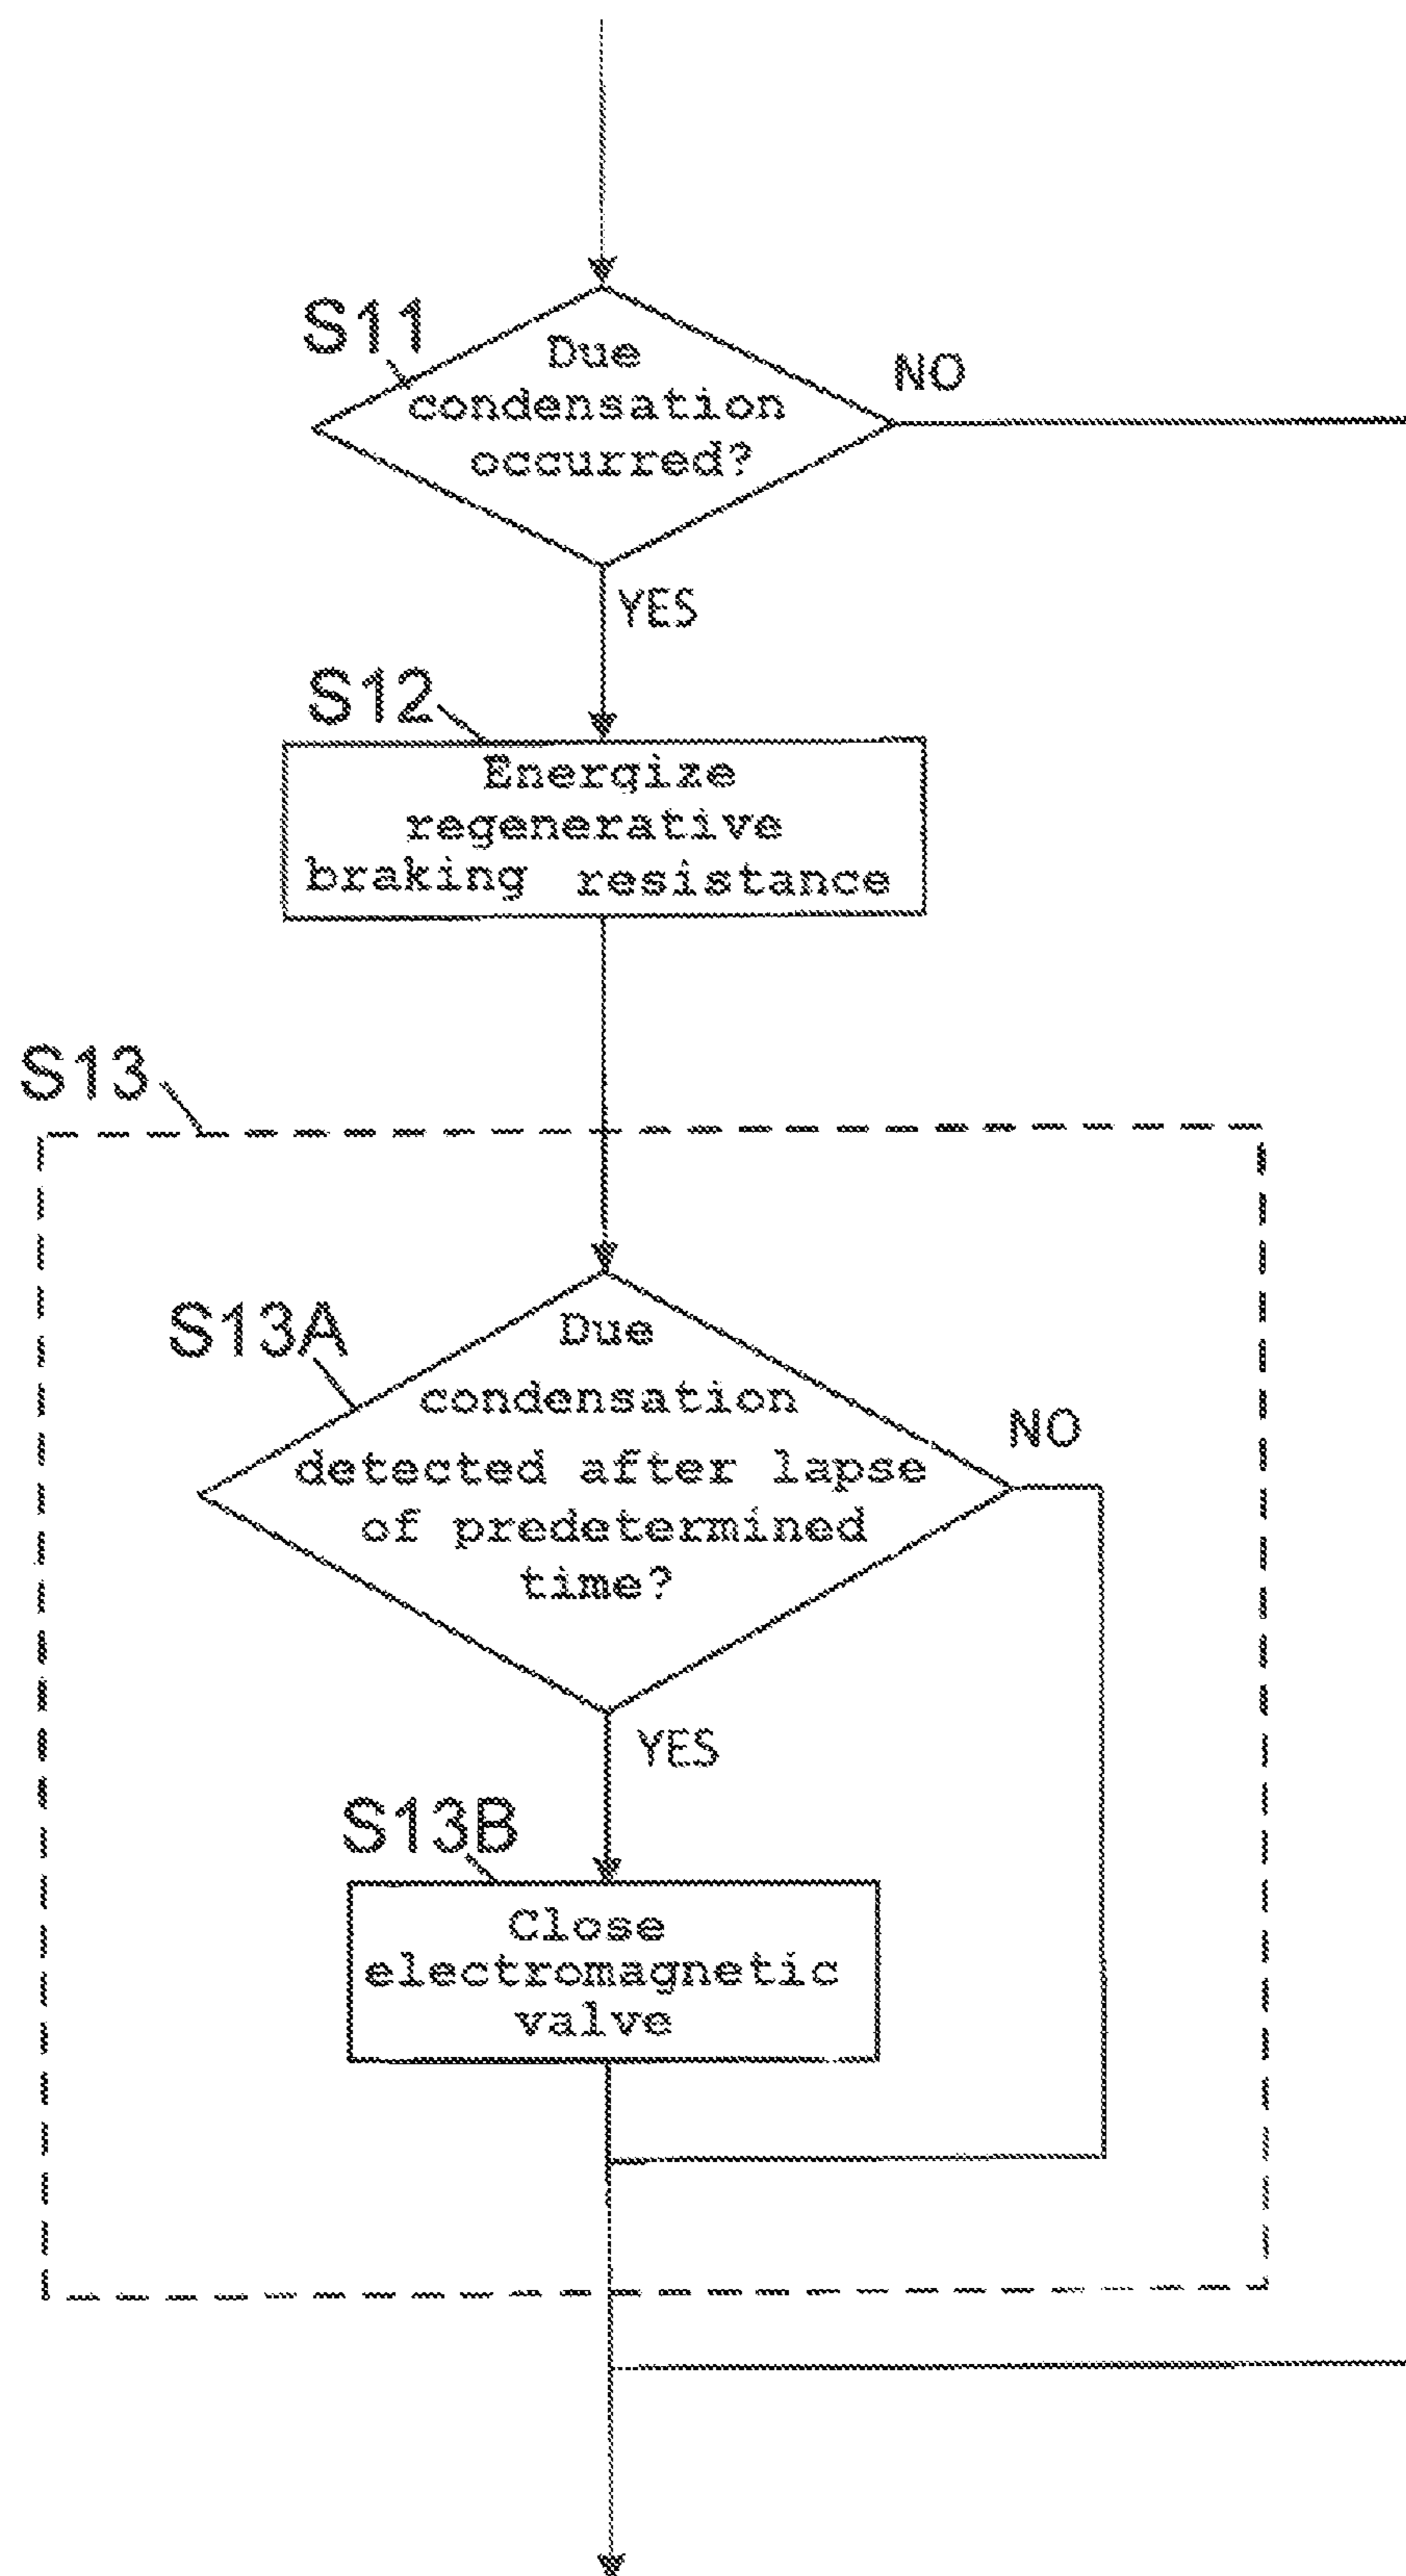 S11
Due
condensation
occurred?
NO
YES
S12
Energize
regenerative
braking resistance
S13
S13A
Due
condensation
detected after lapse
of predetermined
time?
NO
YES
S13B
Close
electromagnetic
valve